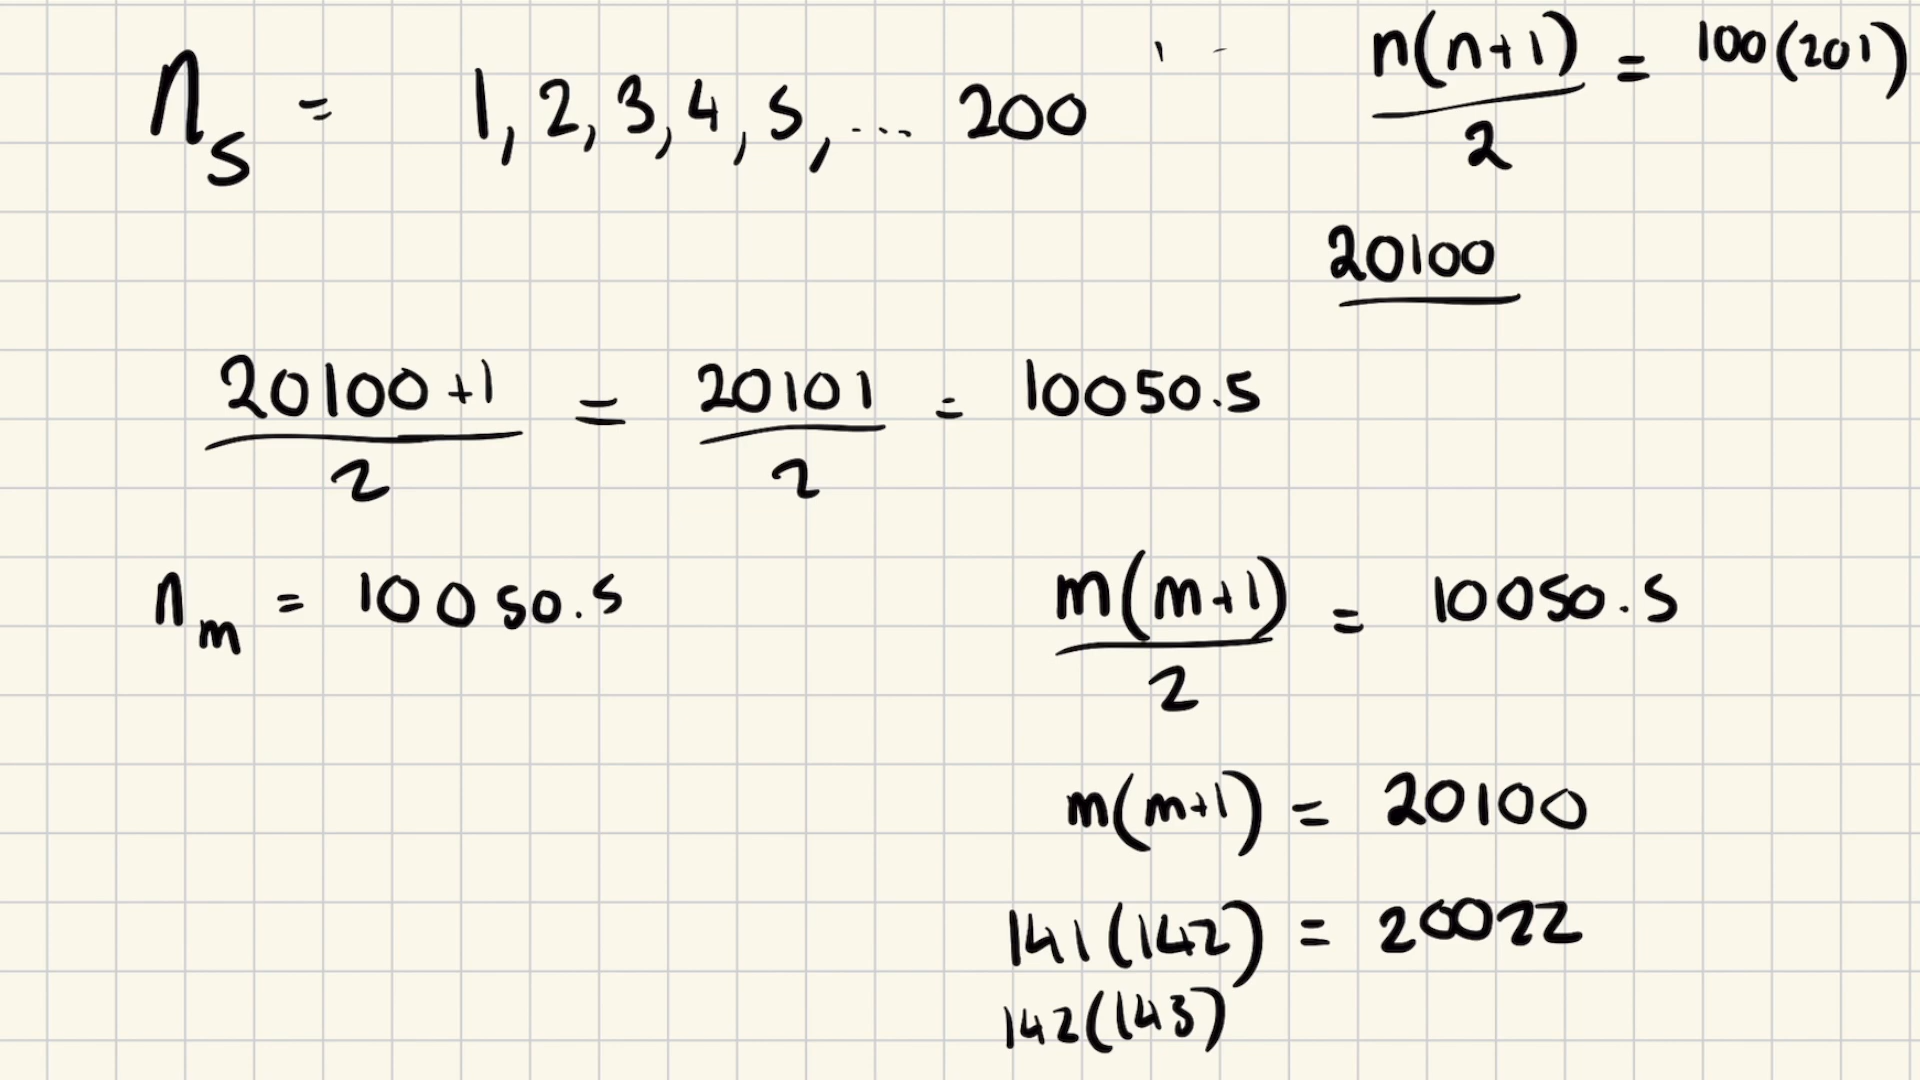 n_s = 1, 2, 3, 4, 5, ... 200
n(n+1)/2 = 100(201)
20100
20100+1/2 = 20101/2 = 10050.5
n_m = 10050.5
m(m+1)/2 = 10050.5
m(m+1) = 20100
141(142) = 20022
142(143)